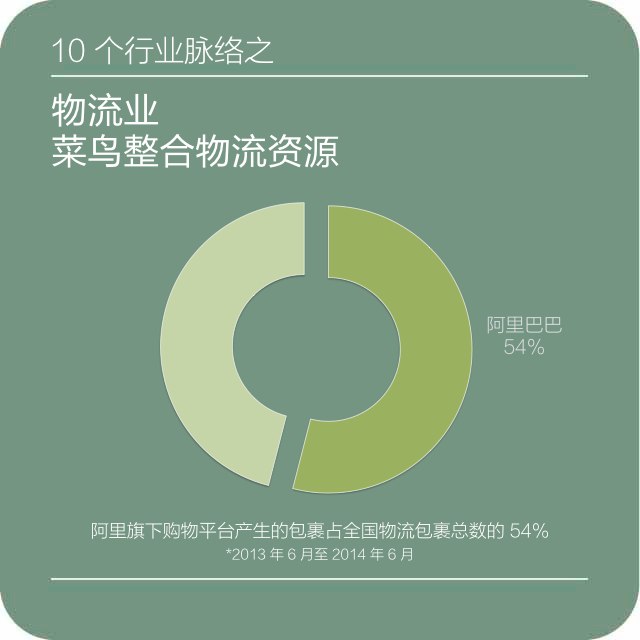 10 个行业脉络之
物流业
菜鸟整合物流资源
阿里巴巴
54%
阿里旗下购物平台产生的包裹占全国物流包裹总数的 54%
*2013 年 6 月至 2014 年 6 月